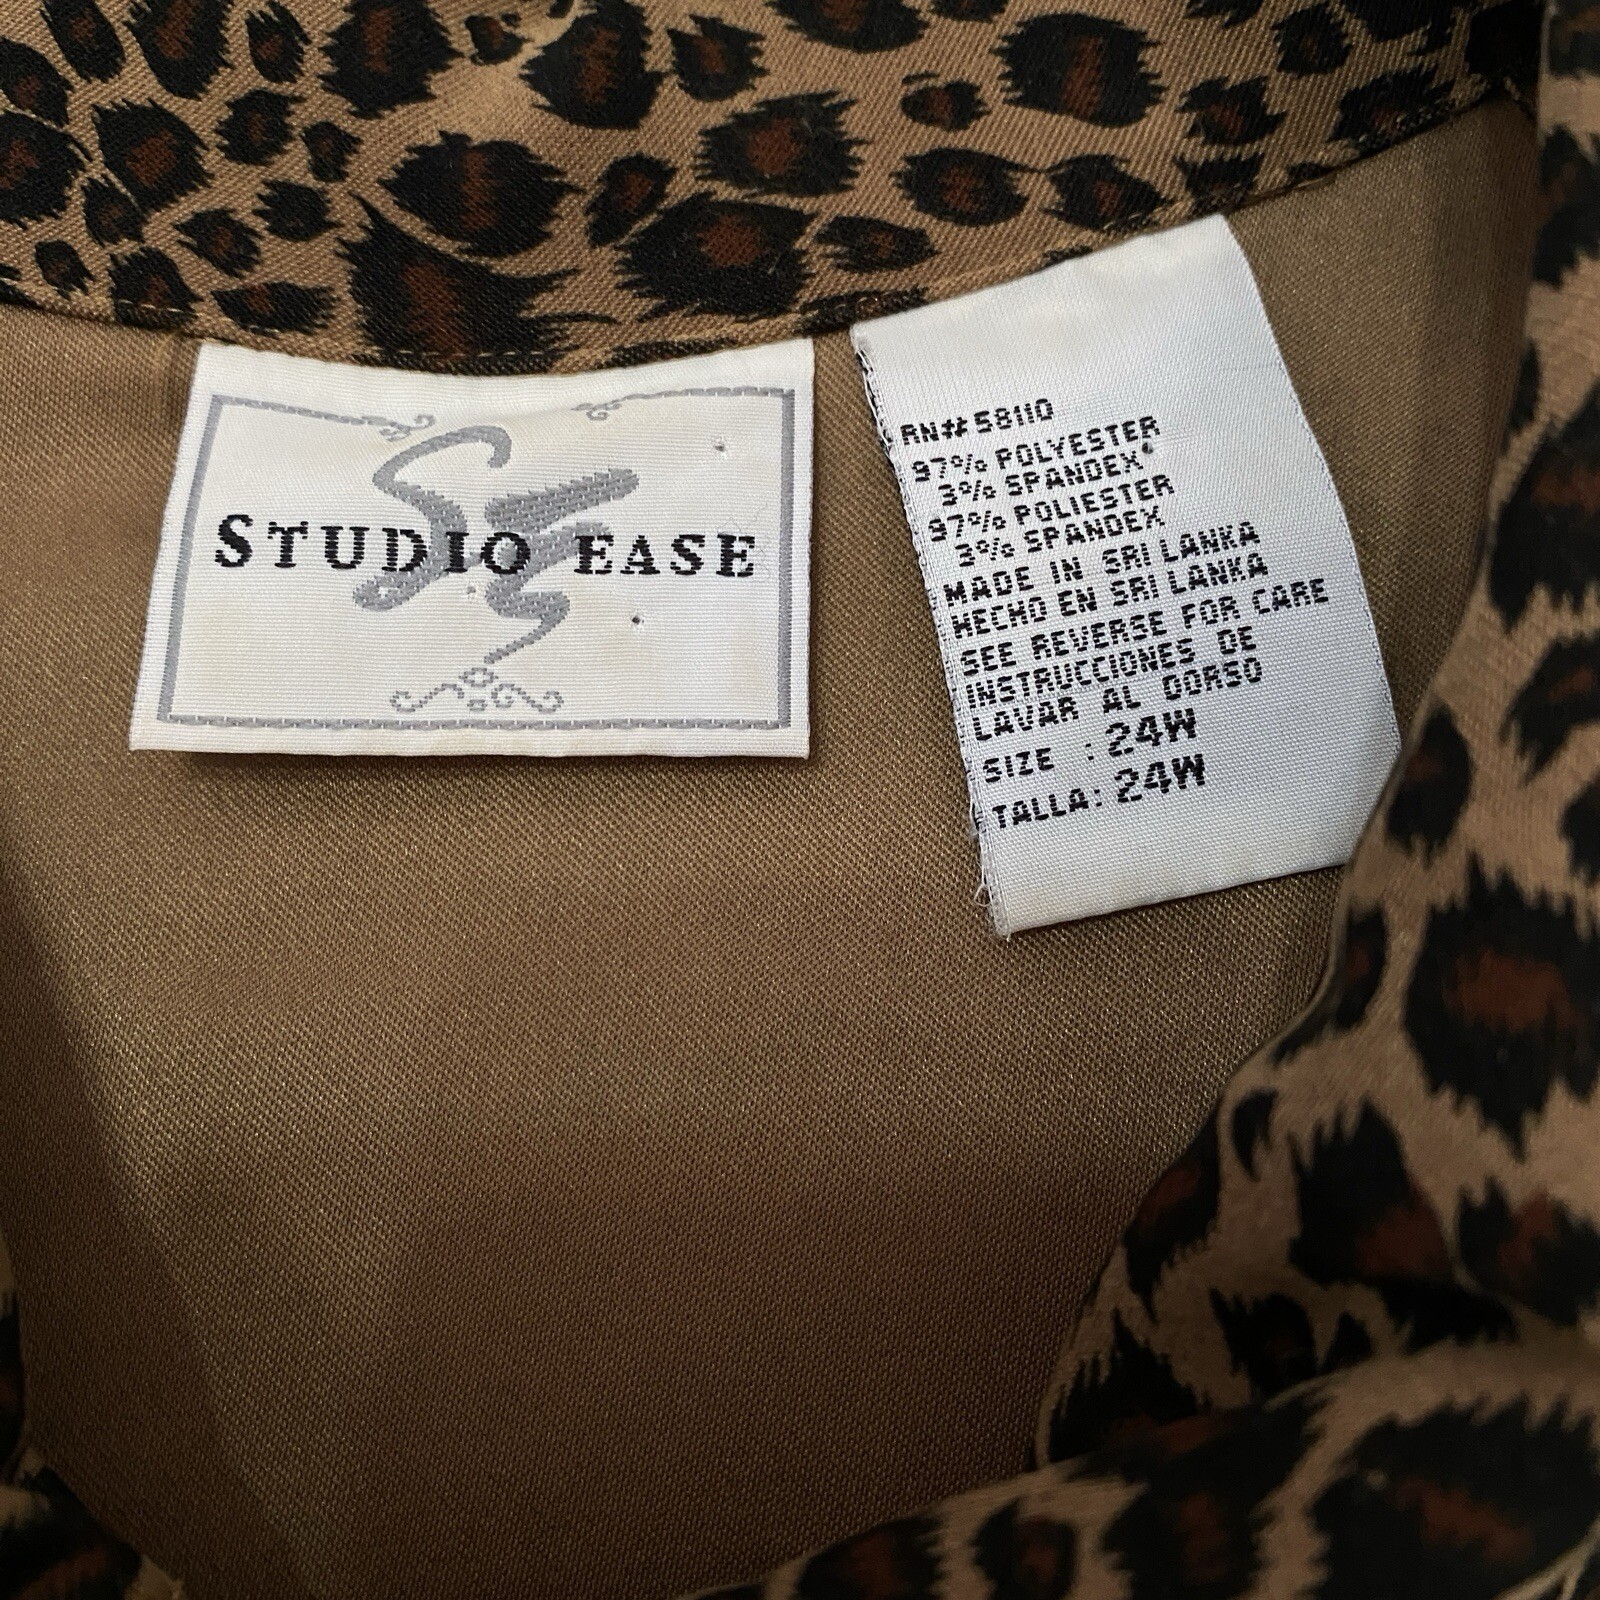 STUDIO EASE
SE
RN# 58110
97% POLYESTER
3% SPANDEX
97% POLIESTER
3% SPANDEX
MADE IN SRI LANKA
HECHO EN SRI LANKA
SEE REVERSE FOR CARE
INSTRUCCIONES DE
LAVAR AL DORSO
SIZE : 24W
TALLA: 24W